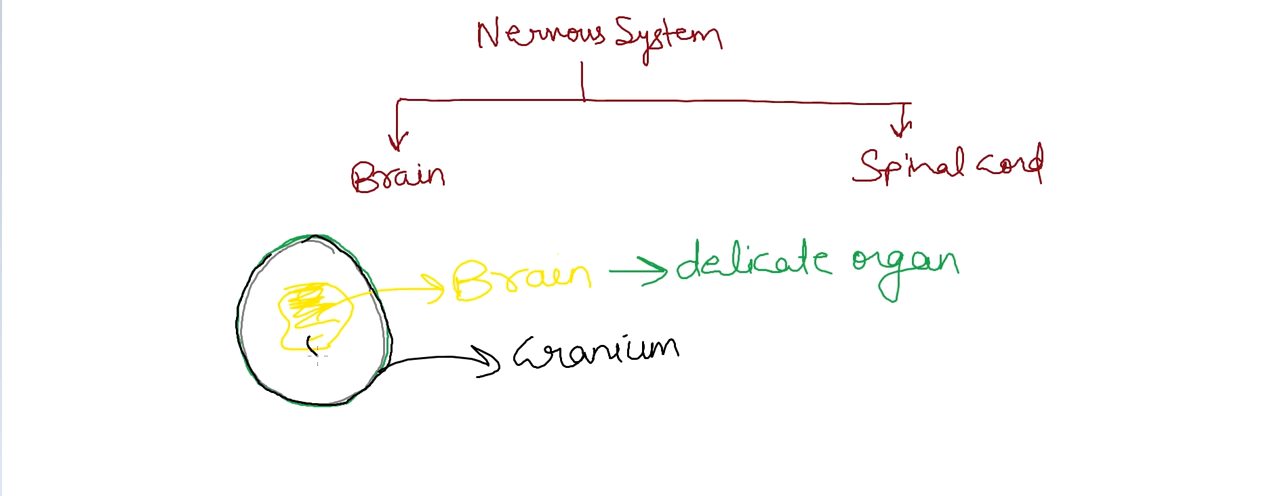 Nervous System
Brain
Spinal cord
Brain → delicate organ
Cranium